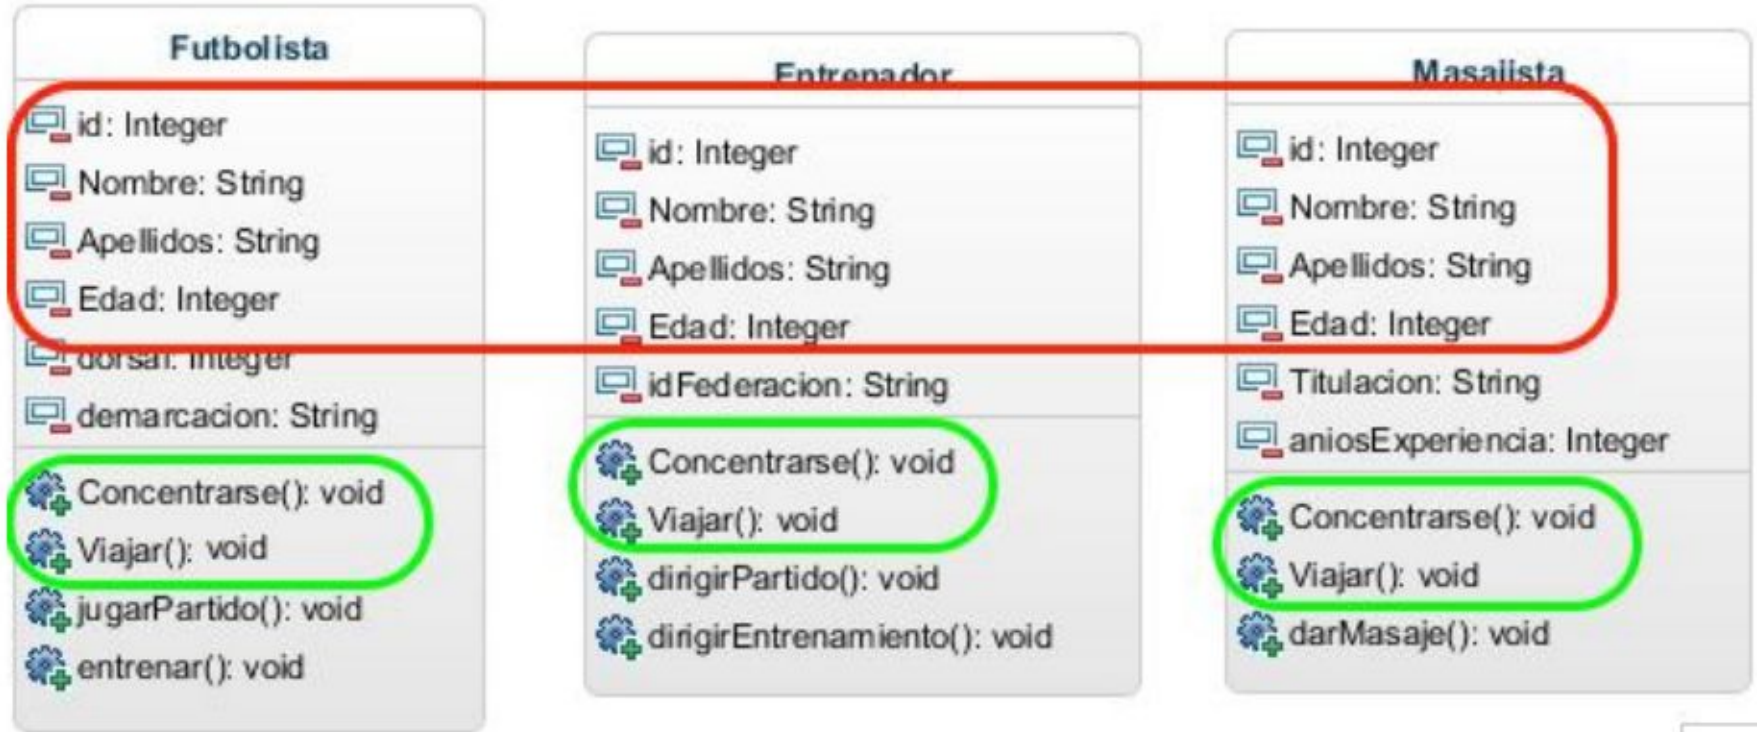 Futbolista
id: Integer
Nombre: String
Apellidos: String
Edad: Integer
dorsal: Integer
demarcacion: String
Concentrarse(): void
Viajar(): void
jugarPartido(): void
entrenar(): void
Entrenador
id: Integer
Nombre: String
Apellidos: String
Edad: Integer
idFederacion: String
Concentrarse(): void
Viajar(): void
dirigirPartido(): void
dirigirEntrenamiento(): void
Masajista
id: Integer
Nombre: String
Apellidos: String
Edad: Integer
Titulacion: String
aniosExperiencia: Integer
Concentrarse(): void
Viajar(): void
darMasaje(): void